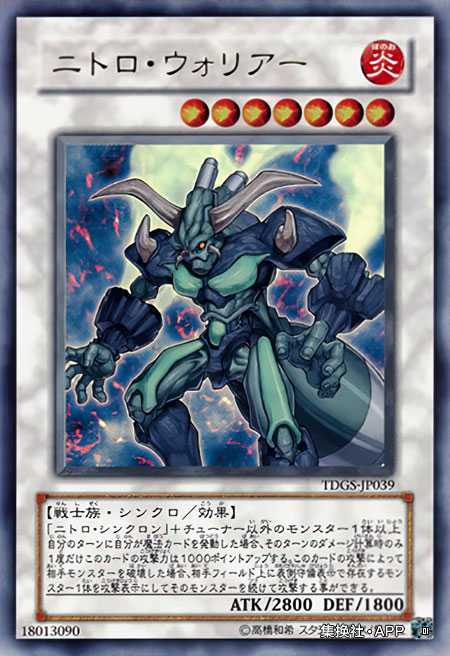 ニトロ・ウォリアー
ほのお
炎
TDGS-JP039
【戦士族・シンクロ/効果】
「ニトロ・シンクロン」+チューナー以外のモンスター1体以上
自分のターンに自分が魔法カードを発動した場合、そのターンのダメージ計算時のみ
1度だけこのカードの攻撃力は1000ポイントアップする。このカードの攻撃によって
相手モンスターを破壊した場合、相手フィールド上に表側守備表示で存在するモン
スター1体を攻撃表示にしてそのモンスターを続けて攻撃する事ができる。
ATK/2800 DEF/1800
18013090
©高橋和希 スタ
集英社・APP